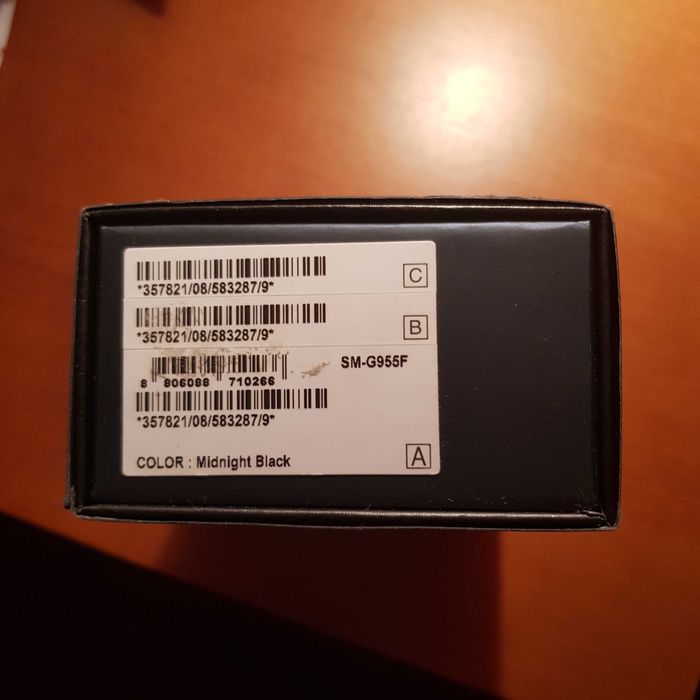 *357821/08/583287/9*
C
*357821/08/583287/9*
B
SM-G955F
8 806088 710266
*357821/08/583287/9*
COLOR : Midnight Black
A